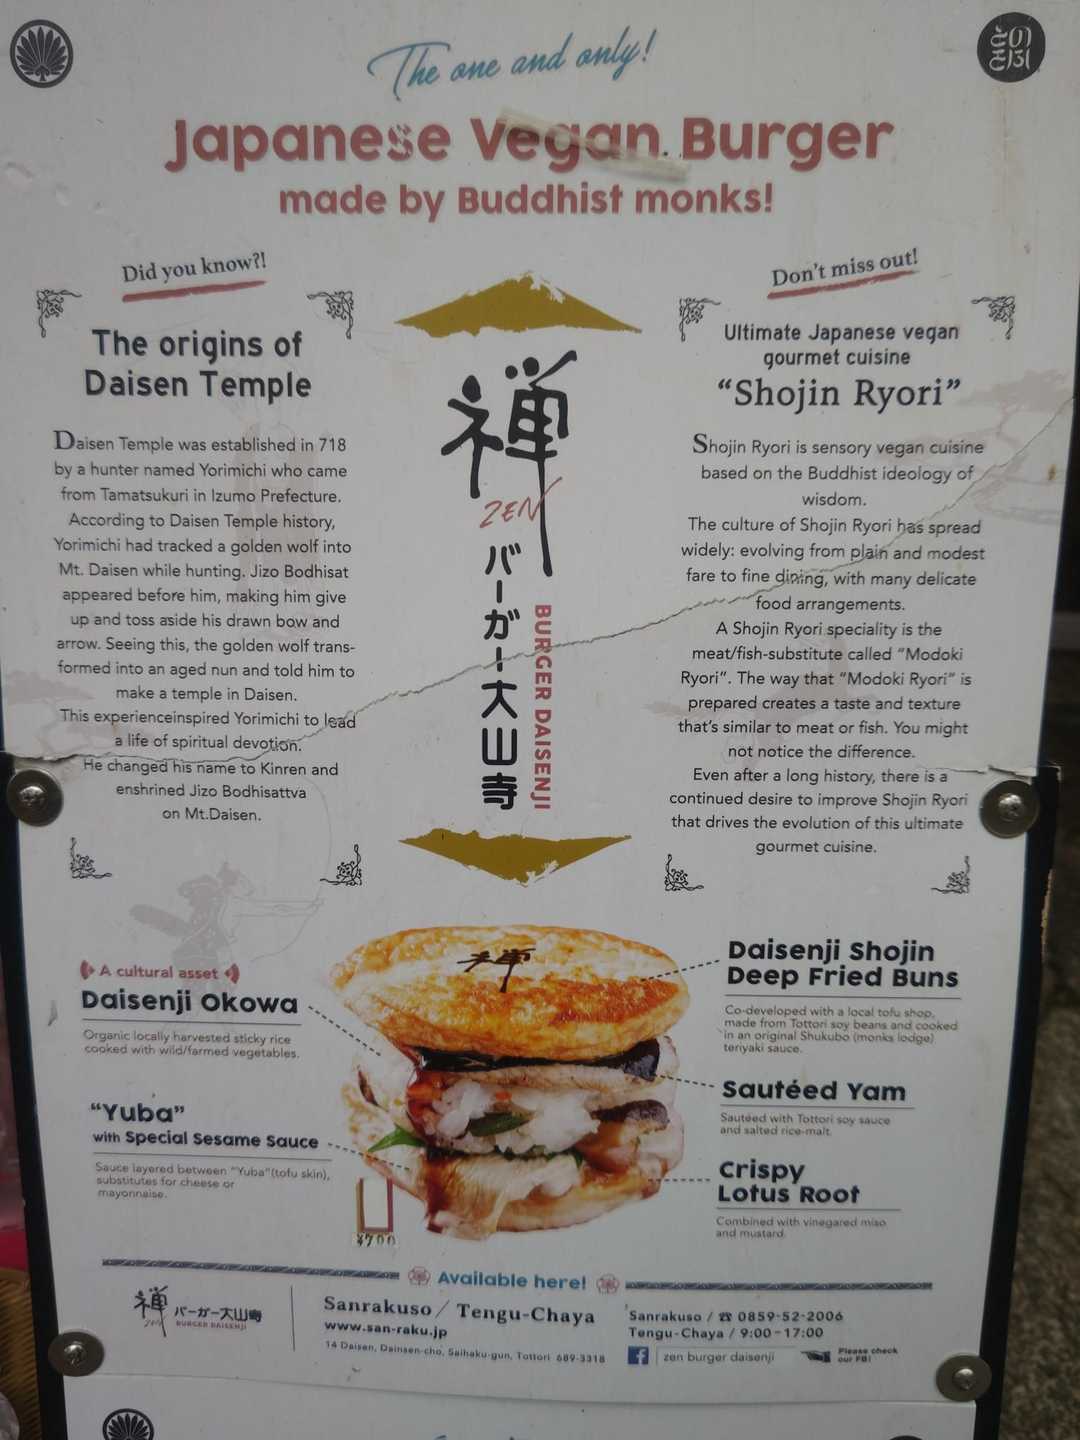 The one and only!
Japanese Vegan Burger
made by Buddhist monks!
さんのう
Did you know?!
The origins of
Daisen Temple
Daisen Temple was established in 718
by a hunter named Yorimichi who came
from Tamatsukuri in Izumo Prefecture.
According to Daisen Temple history,
Yorimichi had tracked a golden wolf into
Mt. Daisen while hunting. Jizo Bodhisat
appeared before him, making him give
up and toss aside his drawn bow and
arrow. Seeing this, the golden wolf trans-
formed into an aged nun and told him to
make a temple in Daisen.
This experienceinspired Yorimichi to lead
a life of spiritual devotion.
He changed his name to Kinren and
enshrined Jizo Bodhisattva
on Mt.Daisen.
禅
ZEN
バーガー大山寺
BURGER DAISENJI
Don't miss out!
Ultimate Japanese vegan
gourmet cuisine
“Shojin Ryori”
Shojin Ryori is sensory vegan cuisine
based on the Buddhist ideology of
wisdom.
The culture of Shojin Ryori has spread
widely: evolving from plain and modest
fare to fine dining, with many delicate
food arrangements.
A Shojin Ryori speciality is the
meat/fish-substitute called “Modoki
Ryori”. The way that “Modoki Ryori” is
prepared creates a taste and texture
that's similar to meat or fish. You might
not notice the difference.
Even after a long history, there is a
continued desire to improve Shojin Ryori
that drives the evolution of this ultimate
gourmet cuisine.
A cultural asset
Daisenji Okowa
Organic locally harvested sticky rice
cooked with wild/farmed vegetables.
“Yuba”
with Special Sesame Sauce
Sauce layered between “Yuba”(tofu skin),
substitutes for cheese or
mayonnaise.
禅
¥700
Daisenji Shojin
Deep Fried Buns
Co-developed with a local tofu shop,
made from Tottori soy beans and cooked
in an original Shukubo (monks lodge)
teriyaki sauce.
Sautéed Yam
Sautéed with Tottori soy sauce
and salted rice-malt.
Crispy
Lotus Root
Combined with vinegared miso
and mustard.
Available here!
禅 ZEN バーガー大山寺
BURGER DAISENJI
Sanrakuso / Tengu-Chaya
www.san-raku.jp
14 Daisen, Dainsen-cho, Saihaku-gun, Tottori 689-3318
Sanrakuso / ☎ 0859-52-2006
Tengu-Chaya / 9:00-17:00
f zen burger daisenji
Please check
our FB!